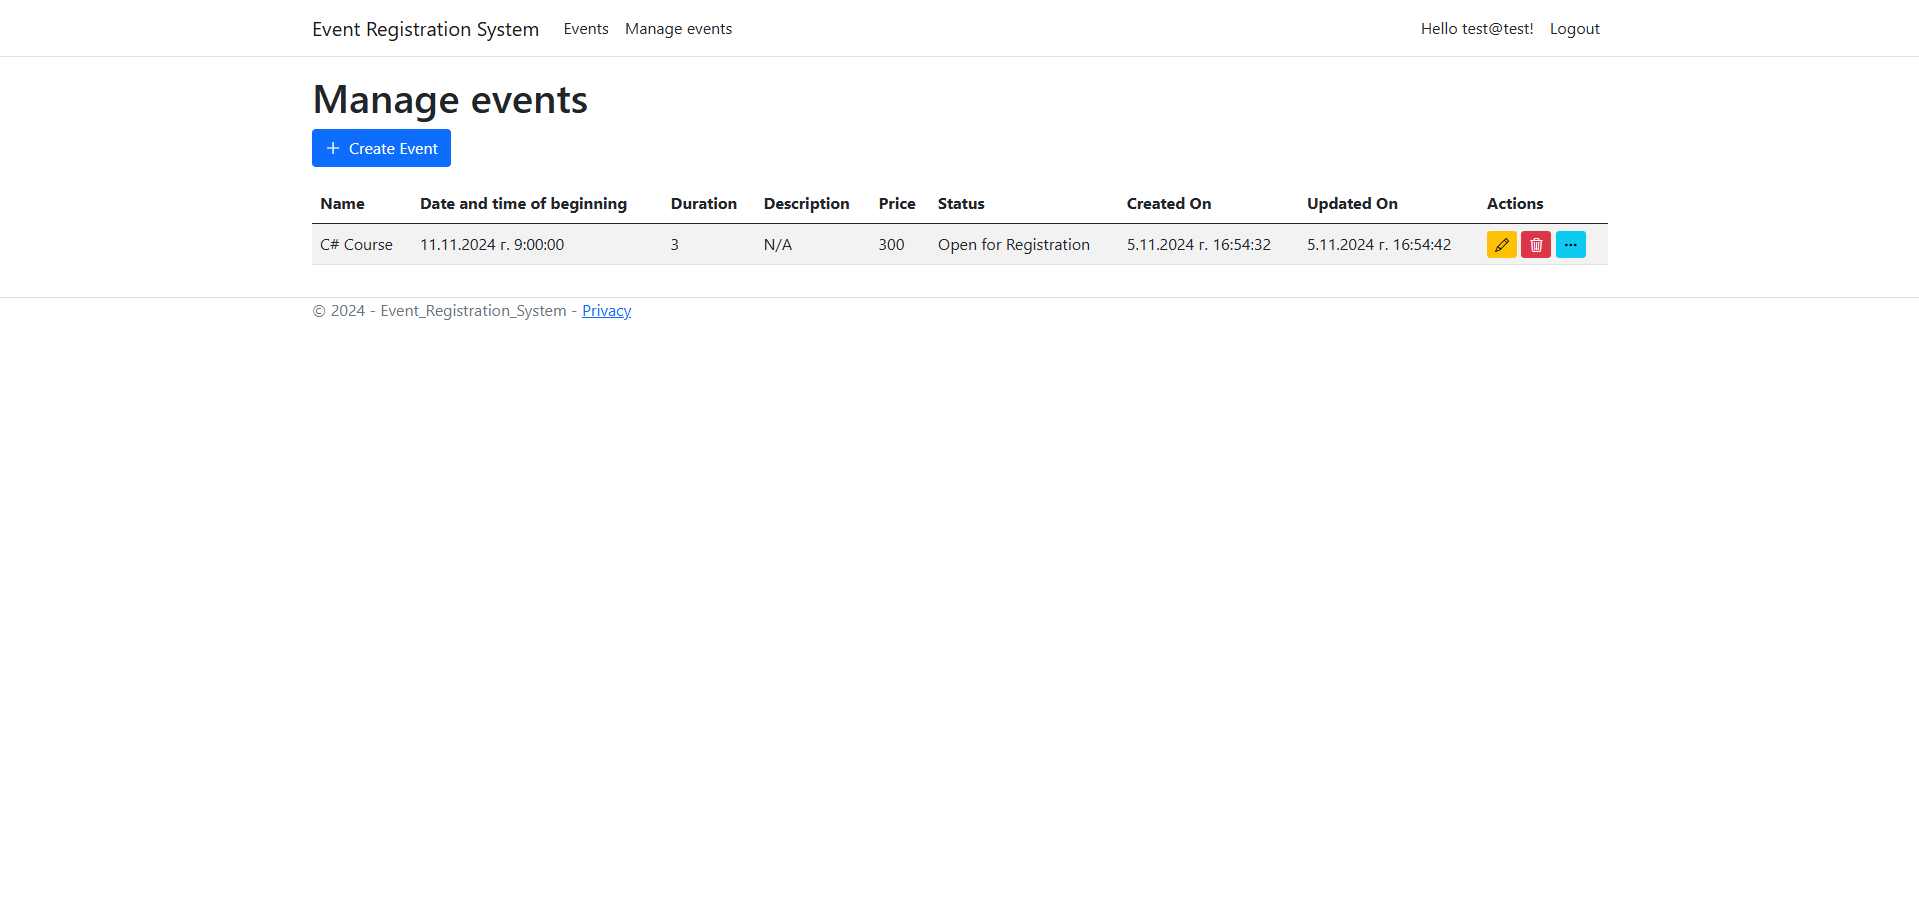 Event Registration System Events Manage events Hello test@test! Logout
Manage events
Create Event
Name Date and time of beginning Duration Description Price Status Created On Updated On Actions
C# Course 11.11.2024 г. 9:00:00 3 N/A 300 Open for Registration 5.11.2024 г. 16:54:32 5.11.2024 г. 16:54:42
© 2024 - Event_Registration_System - Privacy